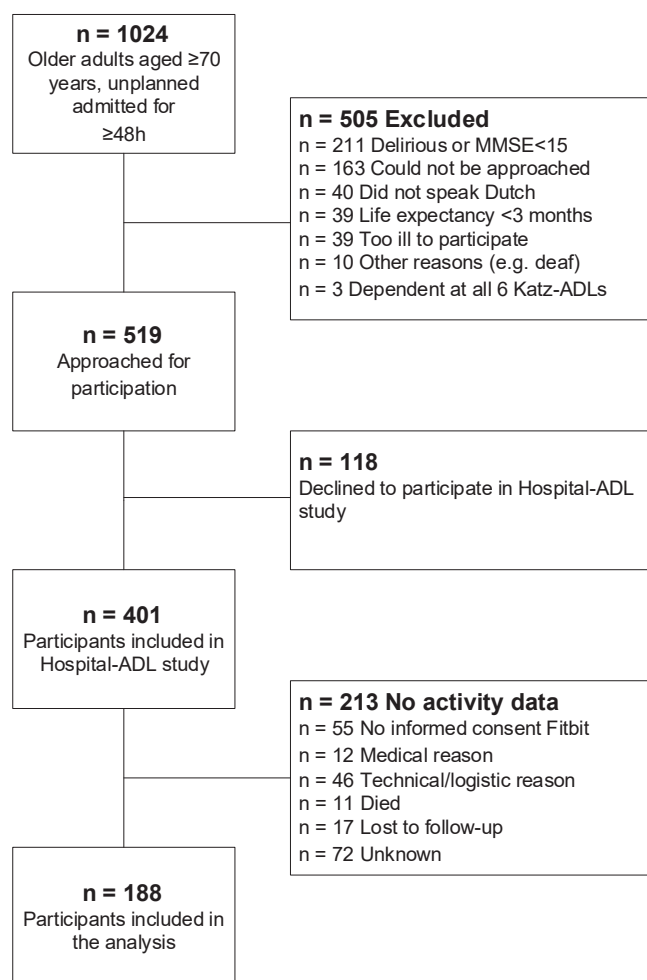 n = 1024
Older adults aged ≥70
years, unplanned
admitted for
≥48h
n = 505 Excluded
n = 211 Delirious or MMSE<15
n = 163 Could not be approached
n = 40 Did not speak Dutch
n = 39 Life expectancy <3 months
n = 39 Too ill to participate
n = 10 Other reasons (e.g. deaf)
n = 3 Dependent at all 6 Katz-ADLs
n = 519
Approached for
participation
n = 118
Declined to participate in Hospital-ADL
study
n = 401
Participants included in
Hospital-ADL study
n = 213 No activity data
n = 55 No informed consent Fitbit
n = 12 Medical reason
n = 46 Technical/logistic reason
n = 11 Died
n = 17 Lost to follow-up
n = 72 Unknown
n = 188
Participants included in
the analysis